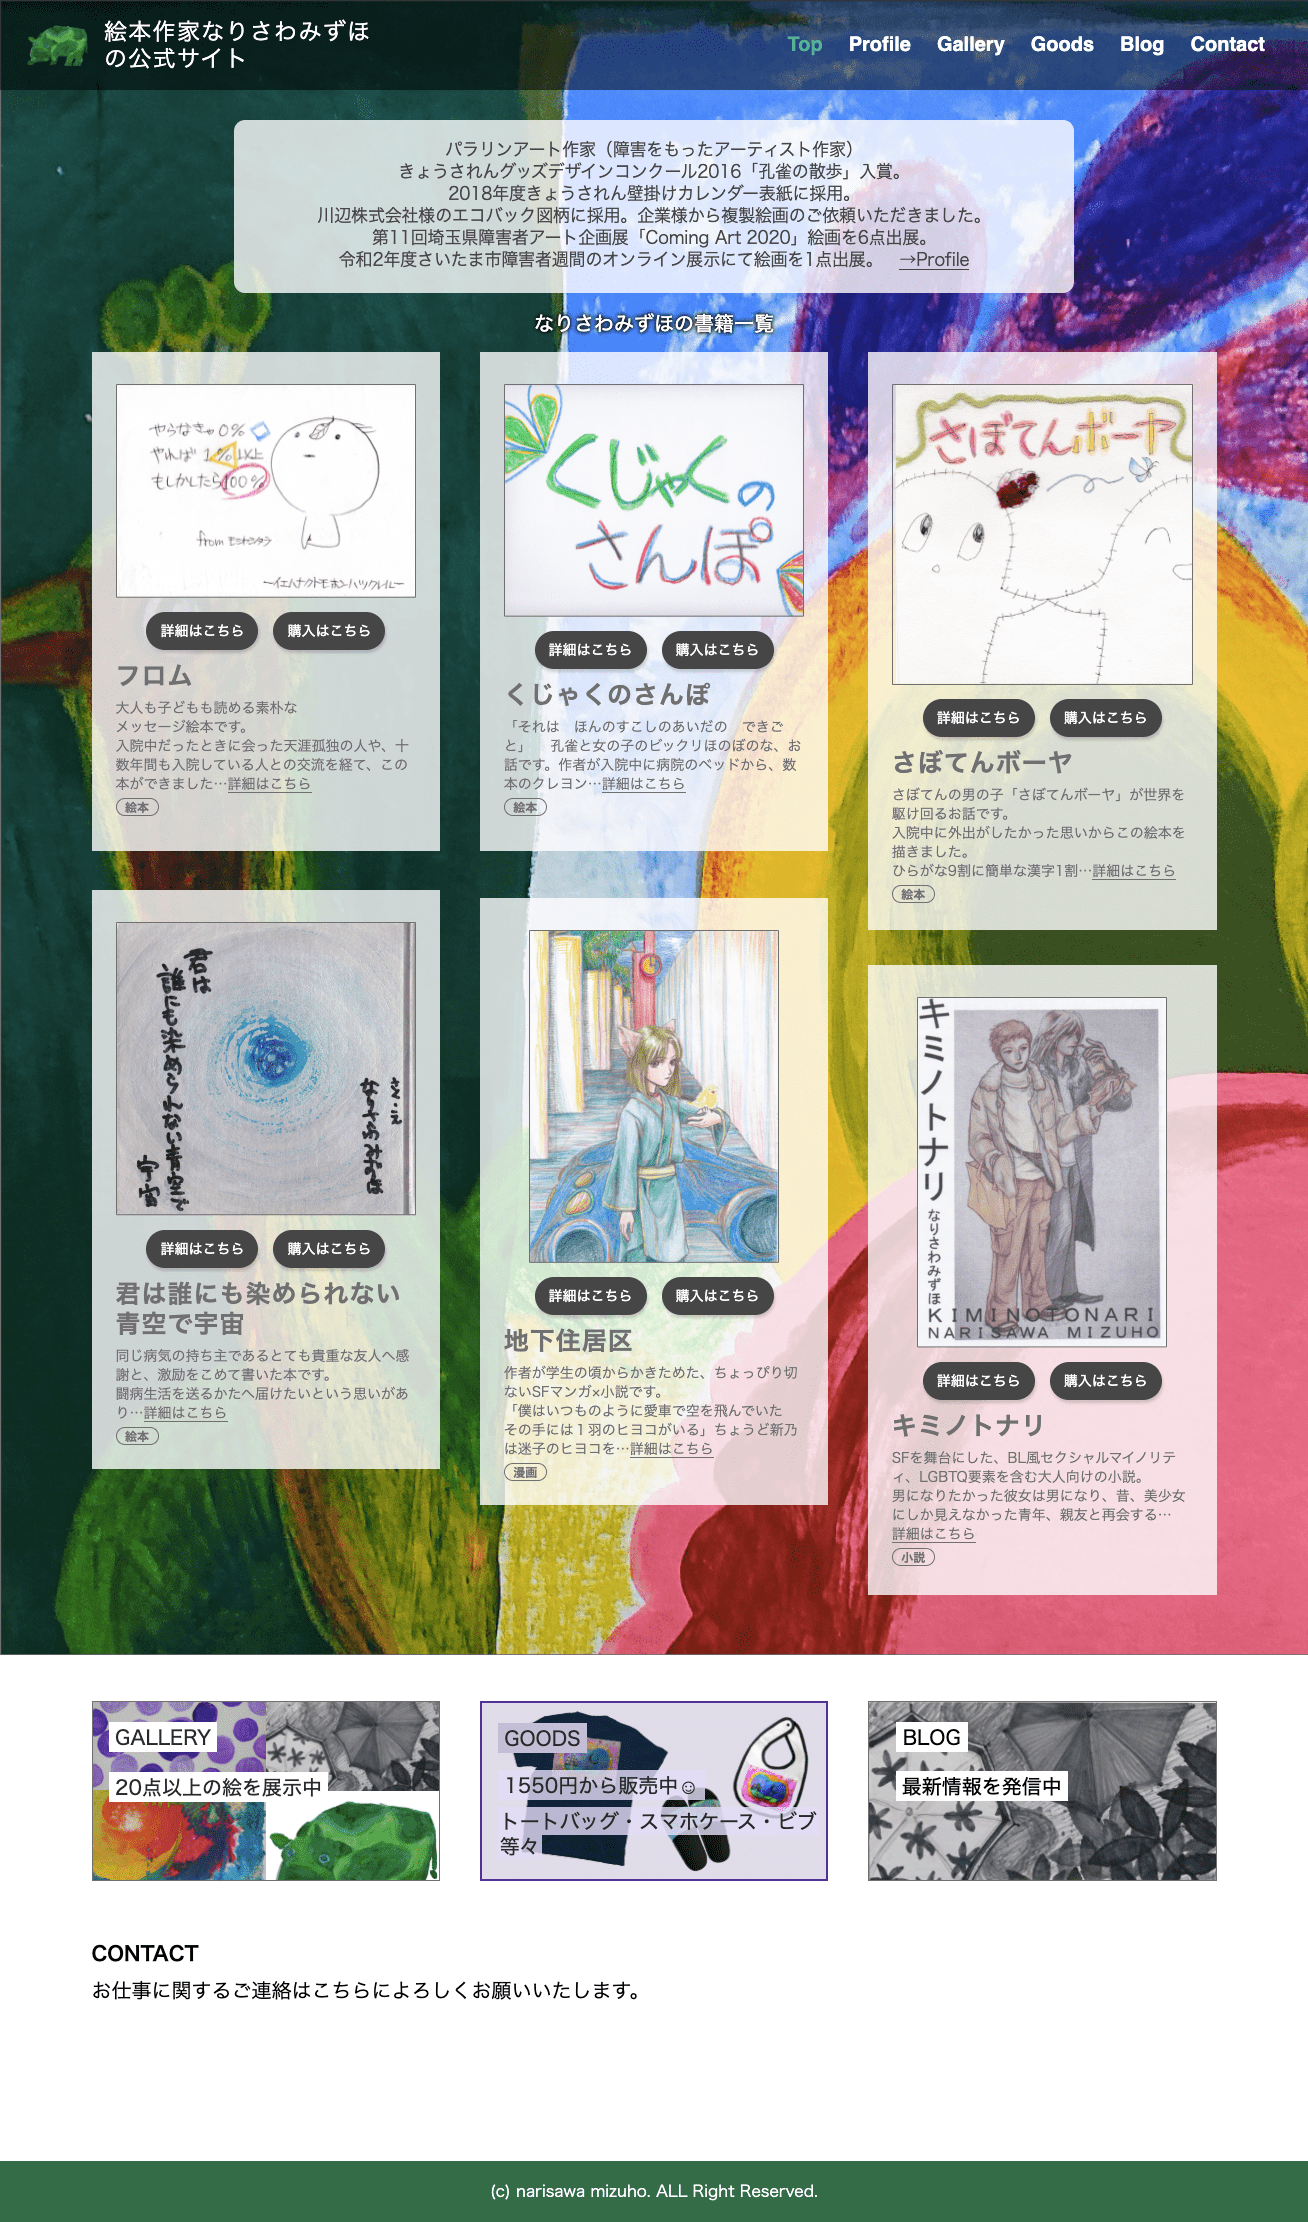 絵本作家なりさわみずほ
の公式サイト
Top Profile Gallery Goods Blog Contact
パラリンアート作家（障害をもったアーティスト作家）
きょうされんグッズデザインコンクール2016「孔雀の散歩」入賞。
2018年度きょうされん壁掛けカレンダー表紙に採用。
川辺株式会社様のエコバック図柄に採用。企業様から複製絵画のご依頼いただきました。
第11回埼玉県障害者アート企画展「Coming Art 2020」絵画を6点出展。
令和2年度さいたま市障害者週間のオンライン展示にて絵画を1点出展。 →Profile
なりさわみずほの書籍一覧
やらなきゃ0%
やれば 1%以上
もしかしたら100%
from モミオンタラ
〜イエハナクトモ ホシハツクレル〜
詳細はこちら 購入はこちら
フロム
大人も子どもも読める素朴な
メッセージ絵本です。
入院中だったときに会った天涯孤独の人や、十
数年間も入院している人との交流を経て、この
本ができました…詳細はこちら
絵本
くじゃくの
さんぽ
詳細はこちら 購入はこちら
くじゃくのさんぽ
「それは　ほんのすこしのあいだの　できご
と」　孔雀と女の子のビックリほのぼのな、お
話です。作者が入院中に病院のベッドから、数
本のクレヨン…詳細はこちら
絵本
さぼてんボーヤ
詳細はこちら 購入はこちら
さぼてんボーヤ
さぼてんの男の子「さぼてんボーヤ」が世界を
駆け回るお話です。
入院中に外出がしたかった思いからこの絵本を
描きました。
ひらがな9割に簡単な漢字1割…詳細はこちら
絵本
君は
誰にも染められない青空で
宇宙
さく・え
なりさわみずほ
詳細はこちら 購入はこちら
君は誰にも染められない
青空で宇宙
同じ病気の持ち主であるとても貴重な友人へ感
謝と、激励をこめて書いた本です。
闘病生活を送るかたへ届けたいという思いがあ
り…詳細はこちら
絵本
詳細はこちら 購入はこちら
地下住居区
作者が学生の頃からかきためた、ちょっぴり切
ないSFマンガ×小説です。
「僕はいつものように愛車で空を飛んでいた
その手には１羽のヒヨコがいる」ちょうど新乃
は迷子のヒヨコを…詳細はこちら
漫画
キミノトナリ
なりさわみずほ
KIMINOTONARI
NARISAWA MIZUHO
詳細はこちら 購入はこちら
キミノトナリ
SFを舞台にした、BL風セクシャルマイノリテ
ィ、LGBTQ要素を含む大人向けの小説。
男になりたかった彼女は男になり、昔、美少女
にしか見えなかった青年、親友と再会する…
詳細はこちら
小説
GALLERY
20点以上の絵を展示中
GOODS
1550円から販売中☺
トートバッグ・スマホケース・ビブ
等々
BLOG
最新情報を発信中
CONTACT
お仕事に関するご連絡はこちらによろしくお願いいたします。
(c) narisawa mizuho. ALL Right Reserved.